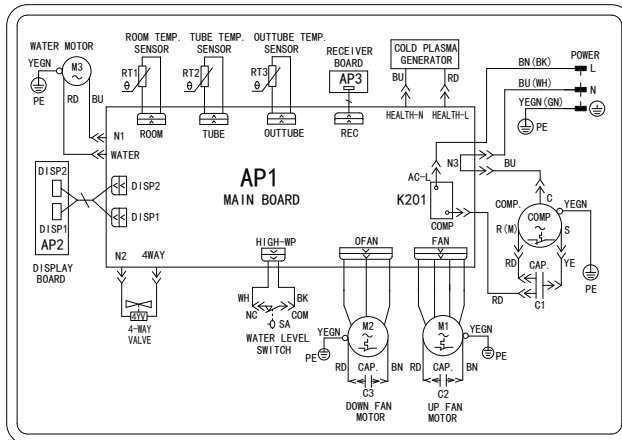 WATER MOTOR
YEGN
M3
PE
RD
BU
ROOM TEMP. SENSOR
RT1
θ
ROOM
TUBE TEMP. SENSOR
RT2
θ
TUBE
OUTTUBE TEMP. SENSOR
RT3
θ
OUTTUBE
RECEIVER BOARD
AP3
REC
COLD PLASMA GENERATOR
BU
RD
HEALTH-N
HEALTH-L
POWER
BN(BK)
L
BU(WH)
N
YEGN(GN)
PE
N1
WATER
AP1
MAIN BOARD
N3
BU
AC-L
K201
COMP
DISP2
DISP1
AP2
DISPLAY BOARD
DISP2
DISP1
COMP.
C
COMP
YEGN
R(M)
S
RD
CAP.
YE
RD
C1
PE
N2
4WAY
4YV
4-WAY VALVE
HIGH-WP
WH
BK
NC
COM
SA
WATER LEVEL SWITCH
OFAN
YEGN
M2
PE
RD
CAP.
BN
C3
DOWN FAN MOTOR
FAN
M1
YEGN
PE
RD
CAP.
BN
C2
UP FAN MOTOR